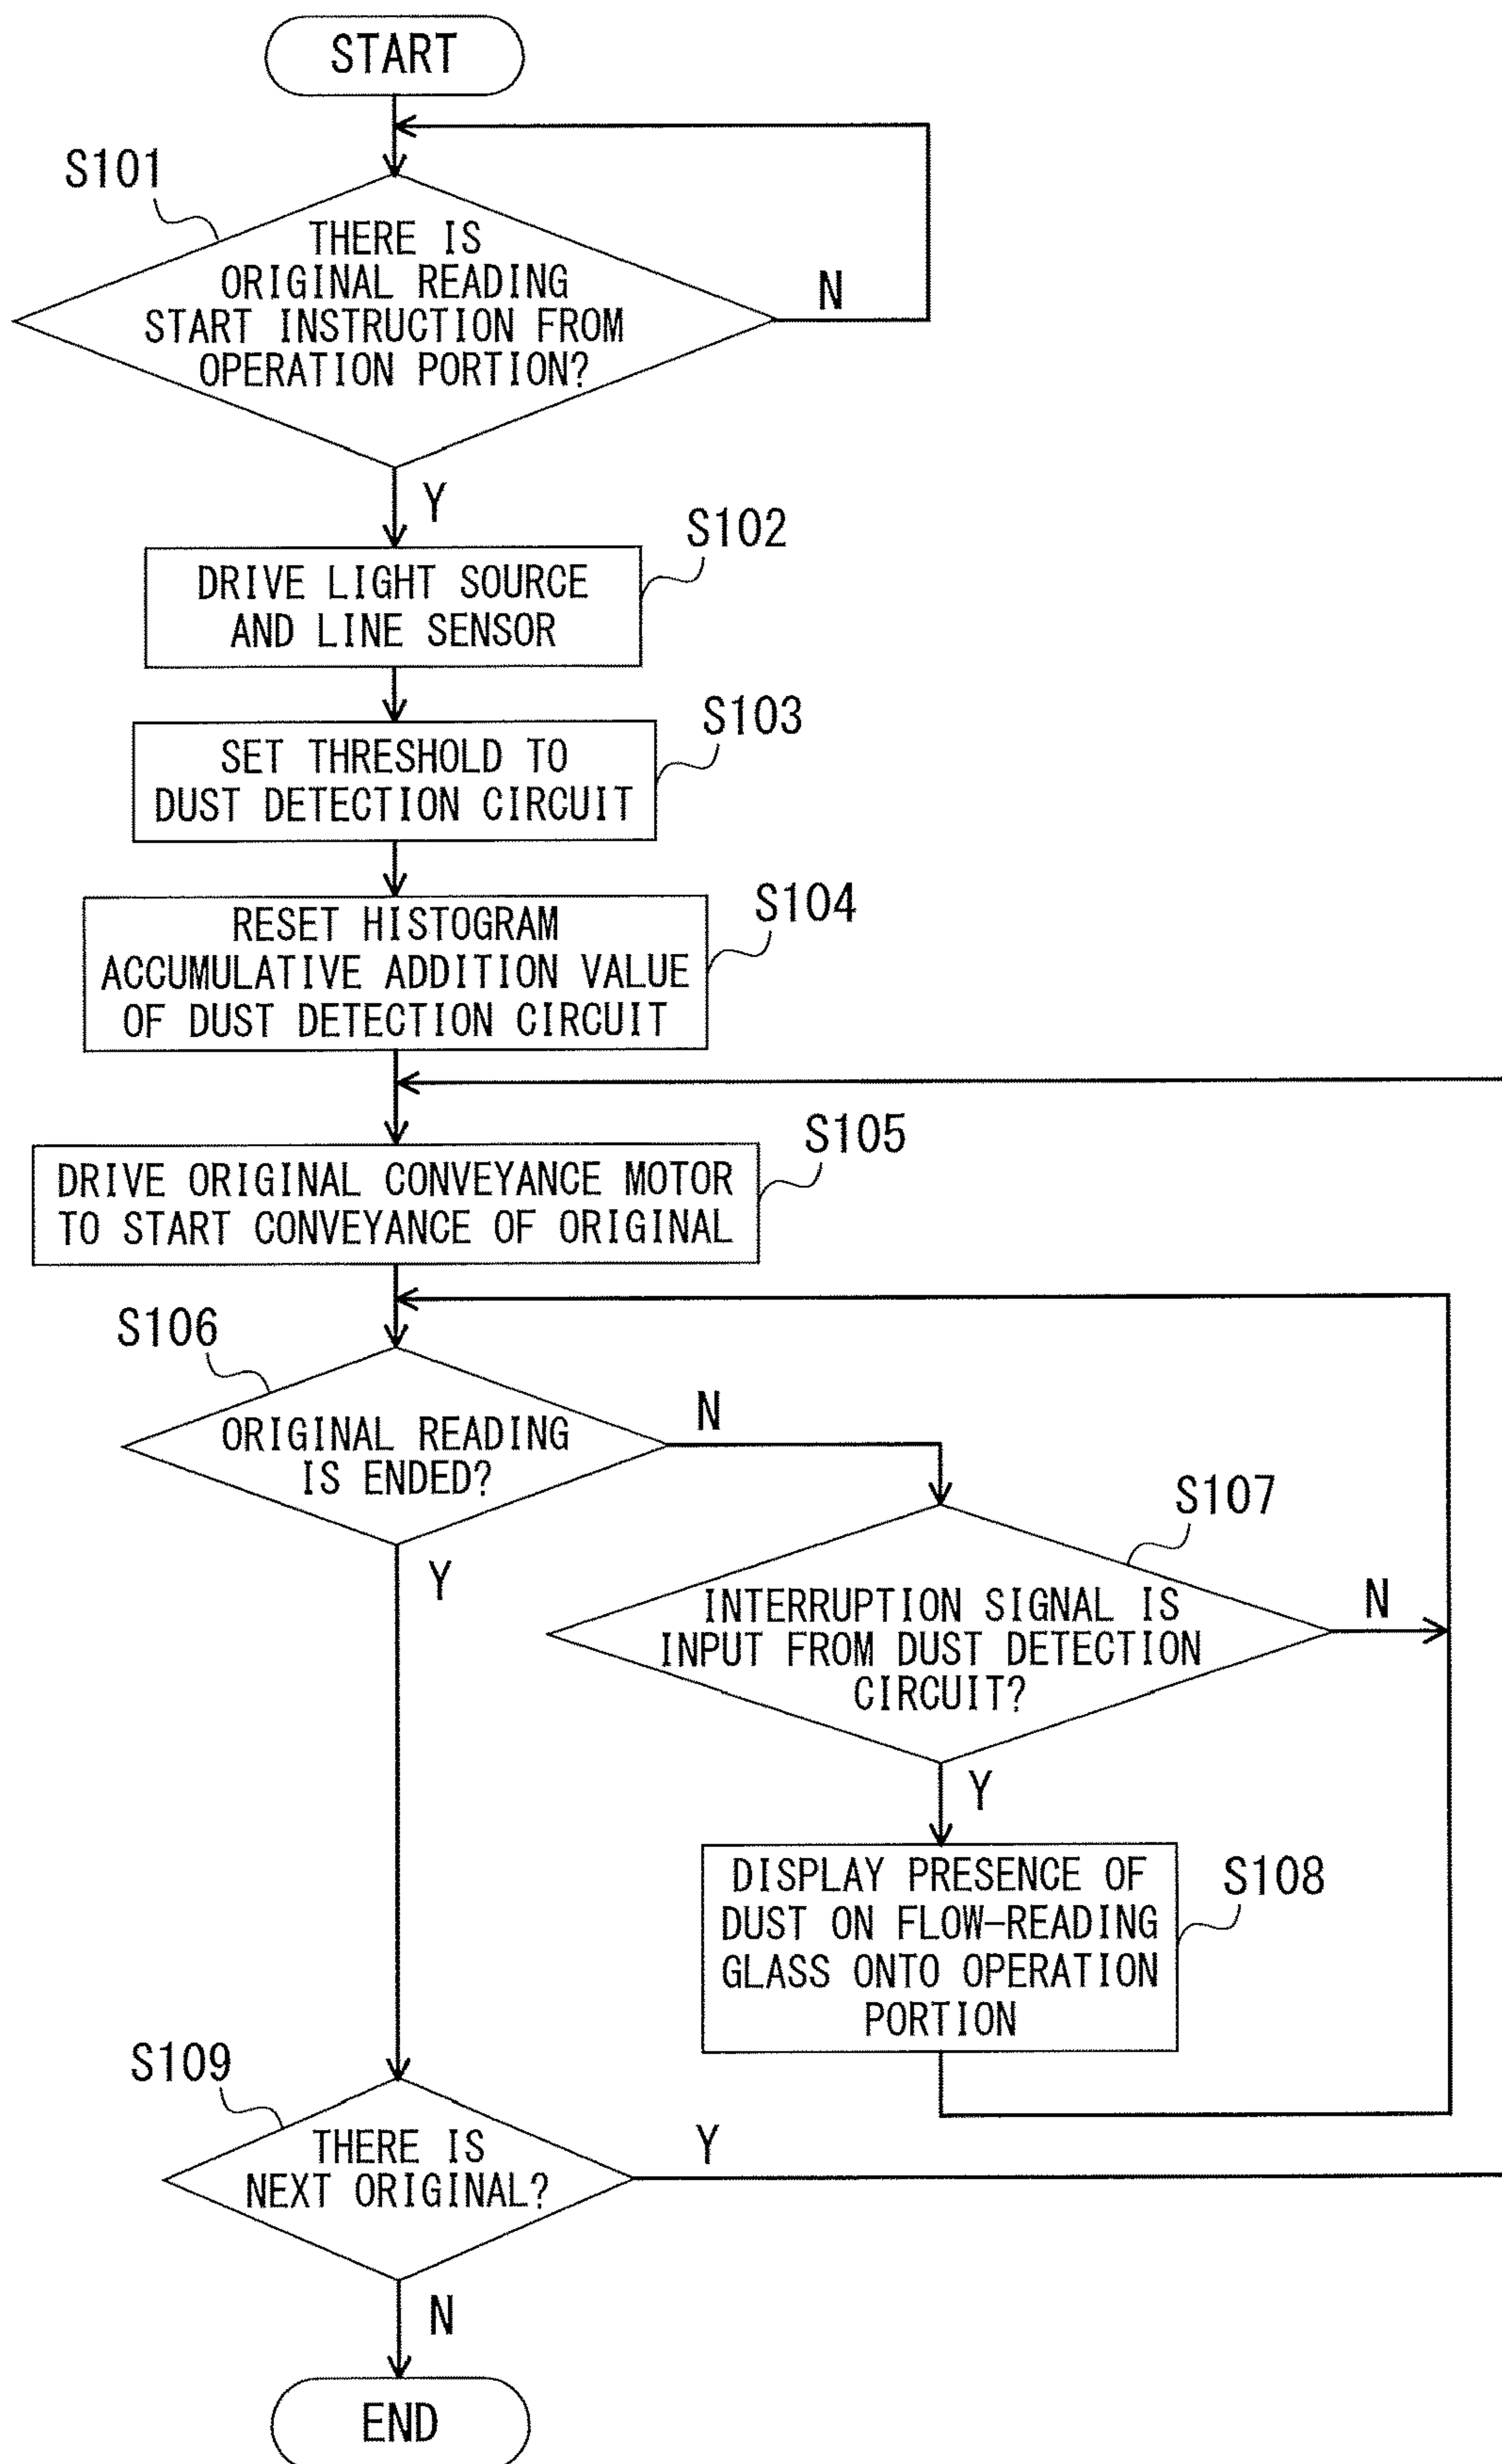 START
S101
THERE IS
ORIGINAL READING
START INSTRUCTION FROM
OPERATION PORTION?
N
Y
S102
DRIVE LIGHT SOURCE
AND LINE SENSOR
S103
SET THRESHOLD TO
DUST DETECTION CIRCUIT
S104
RESET HISTOGRAM
ACCUMULATIVE ADDITION VALUE
OF DUST DETECTION CIRCUIT
S105
DRIVE ORIGINAL CONVEYANCE MOTOR
TO START CONVEYANCE OF ORIGINAL
S106
ORIGINAL READING
IS ENDED?
N
Y
S107
INTERRUPTION SIGNAL IS
INPUT FROM DUST DETECTION
CIRCUIT?
N
Y
S108
DISPLAY PRESENCE OF
DUST ON FLOW-READING
GLASS ONTO OPERATION
PORTION
S109
THERE IS
NEXT ORIGINAL?
Y
N
END